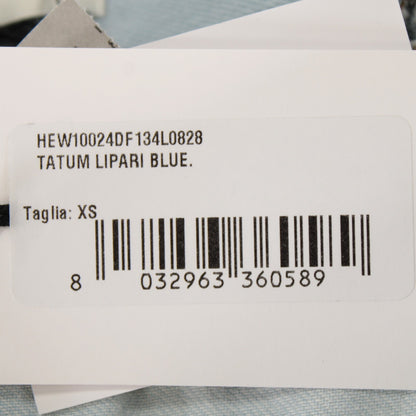 HEW10024DF134L0828
TATUM LIPARI BLUE.
Taglia: XS
8 032963 360589